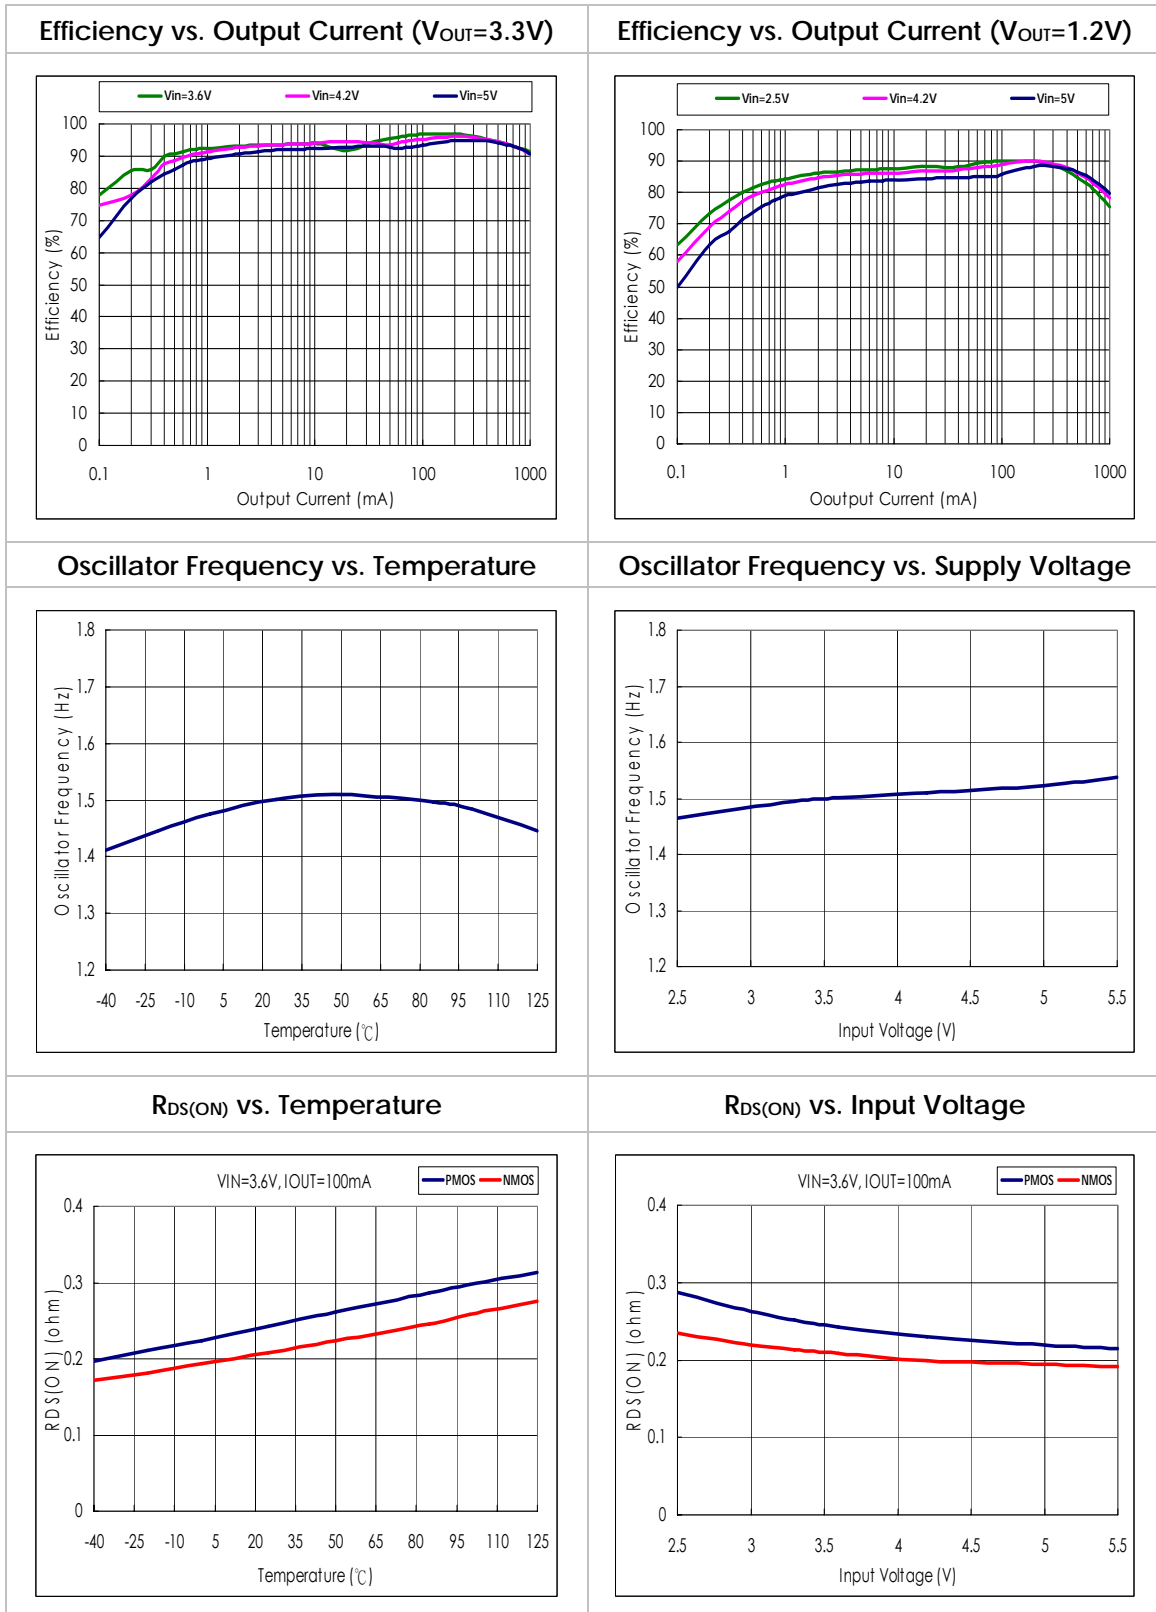 Efficiency vs. Output Current (VOUT=3.3V)
Efficiency vs. Output Current (VOUT=1.2V)
Vin=3.6V Vin=4.2V Vin=5V
100
90
80
70
60
50
40
30
20
10
0
Efficiency (%)
0.1 1 10 100 1000
Output Current (mA)
Vin=2.5V Vin=4.2V Vin=5V
100
90
80
70
60
50
40
30
20
10
0
Efficiency (%)
0.1 1 10 100 1000
Ooutput Current (mA)
Oscillator Frequency vs. Temperature
Oscillator Frequency vs. Supply Voltage
1.8
1.7
1.6
1.5
1.4
1.3
1.2
Oscillator Frequency (Hz)
-40 -25 -10 5 20 35 50 65 80 95 110 125
Temperature (℃)
1.8
1.7
1.6
1.5
1.4
1.3
1.2
Oscillator Frequency (Hz)
2.5 3 3.5 4 4.5 5 5.5
Input Voltage (V)
RDS(ON) vs. Temperature
RDS(ON) vs. Input Voltage
VIN=3.6V, IOUT=100mA PMOS NMOS
0.4
0.3
0.2
0.1
0
RDS(ON) (ohm)
-40 -25 -10 5 20 35 50 65 80 95 110 125
Temperature (℃)
VIN=3.6V, IOUT=100mA PMOS NMOS
0.4
0.3
0.2
0.1
0
RDS(ON) (ohm)
2.5 3 3.5 4 4.5 5 5.5
Input Voltage (V)